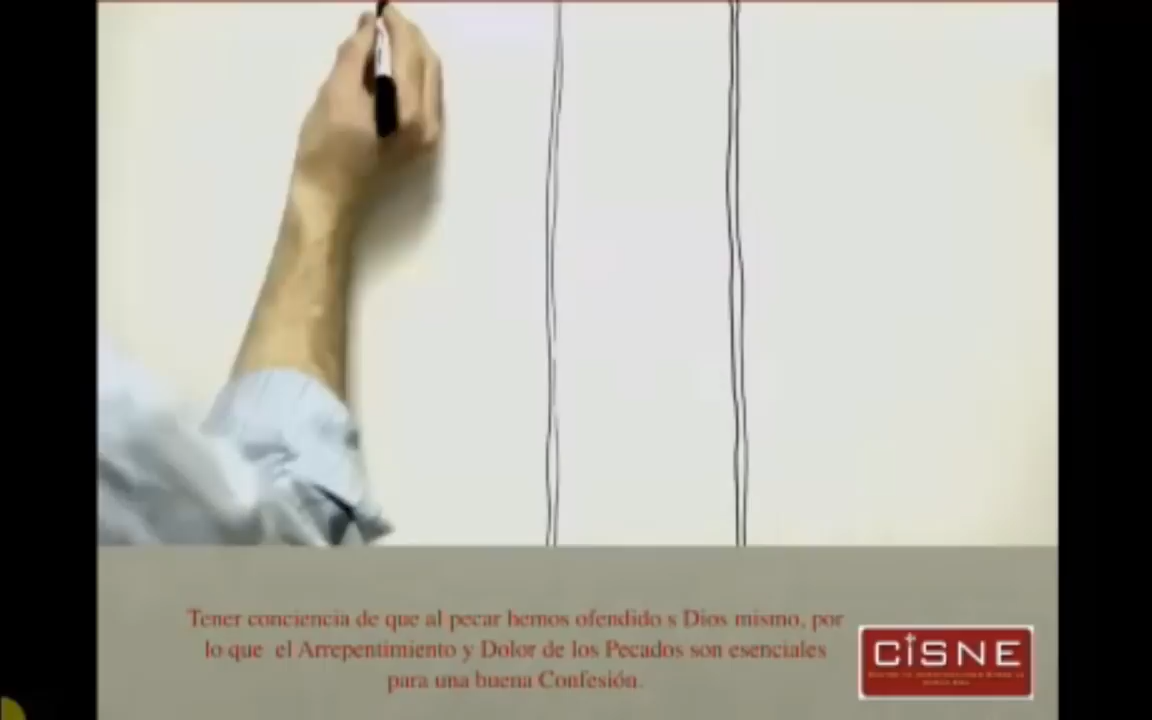 Tener conciencia de que al pecar hemos ofendido s Dios mismo, por
lo que el Arrepentimiento y Dolor de los Pecados son esenciales
para una buena Confesión.
CiSNE